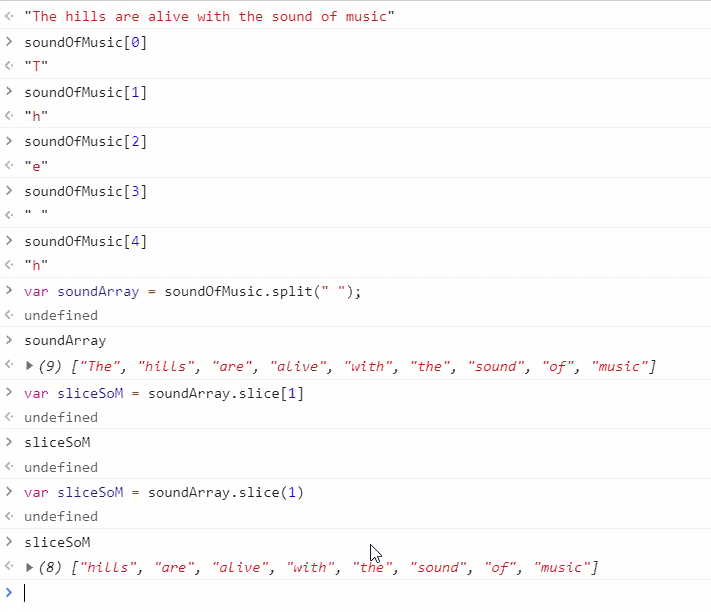 "The hills are alive with the sound of music"
soundOfMusic[0]
"T"
soundOfMusic[1]
"h"
soundOfMusic[2]
"e"
soundOfMusic[3]
" "
soundOfMusic[4]
"h"
var soundArray = soundOfMusic.split(" ");
undefined
soundArray
(9) ["The", "hills", "are", "alive", "with", "the", "sound", "of", "music"]
var sliceSoM = soundArray.slice[1]
undefined
sliceSoM
undefined
var sliceSoM = soundArray.slice(1)
undefined
sliceSoM
(8) ["hills", "are", "alive", "with", "the", "sound", "of", "music"]